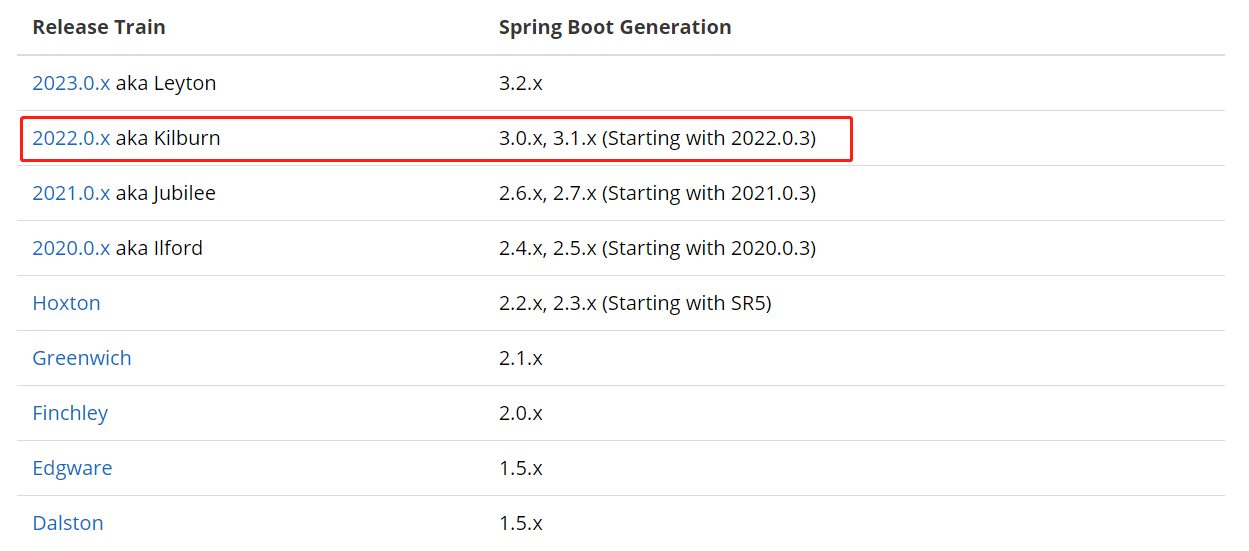 Release Train Spring Boot Generation
2023.0.x aka Leyton 3.2.x
2022.0.x aka Kilburn 3.0.x, 3.1.x (Starting with 2022.0.3)
2021.0.x aka Jubilee 2.6.x, 2.7.x (Starting with 2021.0.3)
2020.0.x aka Ilford 2.4.x, 2.5.x (Starting with 2020.0.3)
Hoxton 2.2.x, 2.3.x (Starting with SR5)
Greenwich 2.1.x
Finchley 2.0.x
Edgware 1.5.x
Dalston 1.5.x